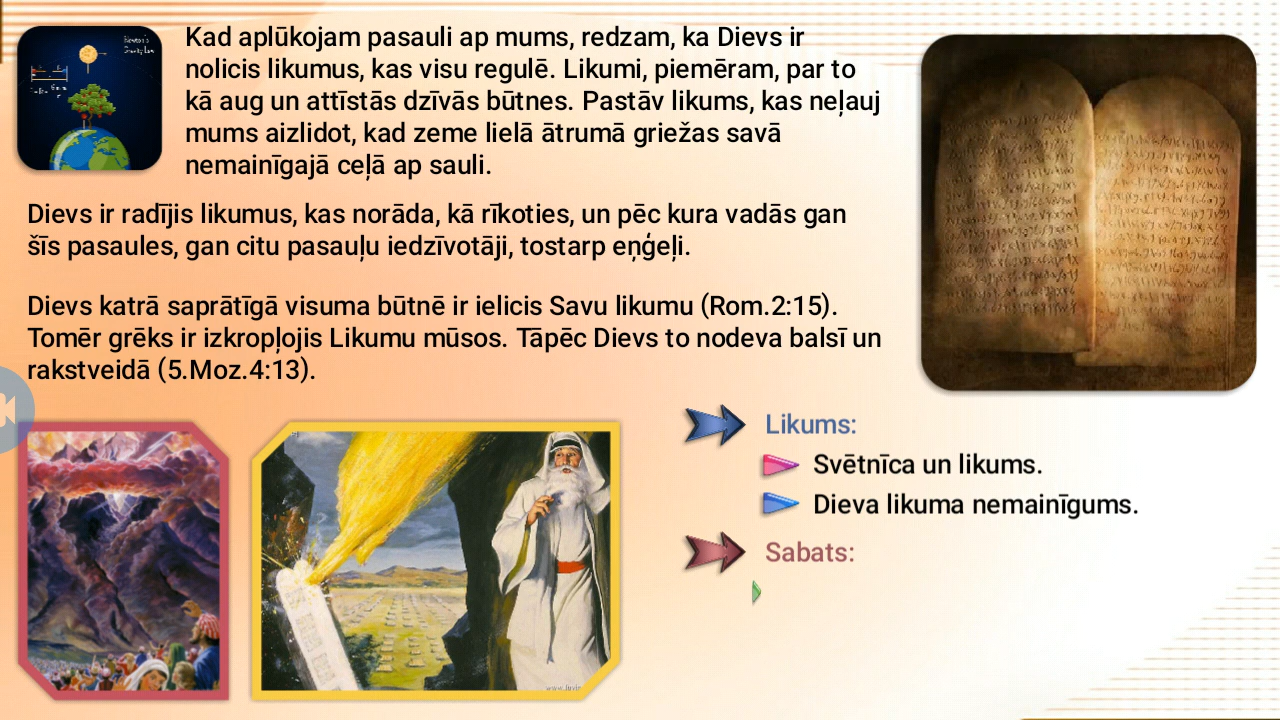 Kad aplūkojam pasauli ap mums, redzam, ka Dievs ir
nolicis likumus, kas visu regulē. Likumi, piemēram, par to
kā aug un attīstās dzīvās būtnes. Pastāv likums, kas neļauj
mums aizlidot, kad zeme lielā ātrumā griežas savā
nemainīgajā ceļā ap sauli.
Dievs ir radījis likumus, kas norāda, kā rīkoties, un pēc kura vadās gan
šīs pasaules, gan citu pasauļu iedzīvotāji, tostarp eņģeļi.
Dievs katrā saprātīgā visuma būtnē ir ielicis Savu likumu (Rom.2:15).
Tomēr grēks ir izkropļojis Likumu mūsos. Tāpēc Dievs to nodeva balsī un
rakstveidā (5.Moz.4:13).
Likums:
Svētnīca un likums.
Dieva likuma nemainīgums.
Sabats: